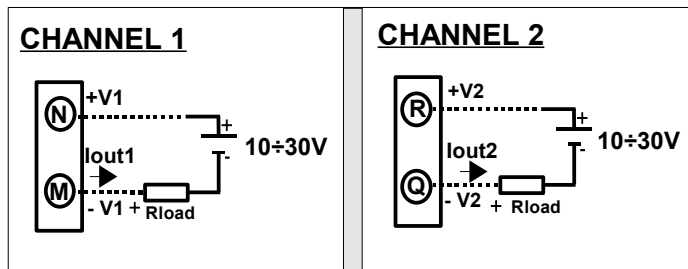 CHANNEL 1
N
+V1
+
-
10÷30V
Iout1
M
- V1 + Rload
CHANNEL 2
R
+V2
+
-
10÷30V
Iout2
Q
- V2 + Rload